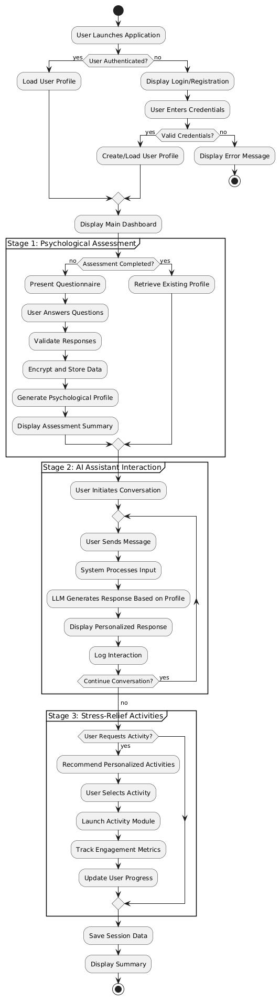 User Launches Application
yes
User Authenticated?
no
Load User Profile
Display Login/Registration
User Enters Credentials
yes
Valid Credentials?
no
Create/Load User Profile
Display Error Message
Display Main Dashboard
Stage 1: Psychological Assessment
no
Assessment Completed?
yes
Present Questionnaire
Retrieve Existing Profile
User Answers Questions
Validate Responses
Encrypt and Store Data
Generate Psychological Profile
Display Assessment Summary
Stage 2: AI Assistant Interaction
User Initiates Conversation
User Sends Message
System Processes Input
LLM Generates Response Based on Profile
Display Personalized Response
Log Interaction
Continue Conversation?
yes
no
Stage 3: Stress-Relief Activities
User Requests Activity?
yes
Recommend Personalized Activities
User Selects Activity
Launch Activity Module
Track Engagement Metrics
Update User Progress
Save Session Data
Display Summary